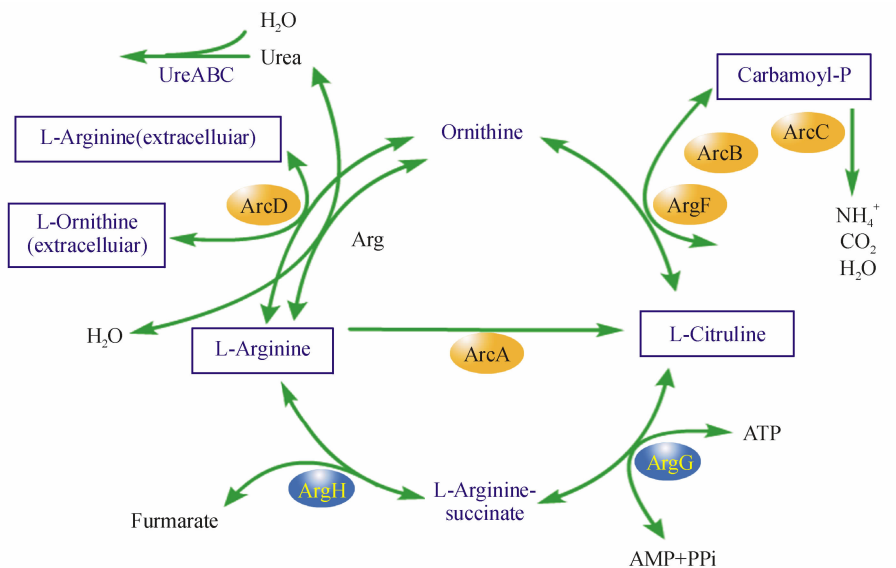 H₂O
Urea
UreABC
Carbamoyl-P
L-Arginine(extracelluiar)
Ornithine
ArcC
ArcB
ArcD
ArgF
L-Ornithine
(extracelluiar)
Arg
NH₄⁺
CO₂
H₂O
H₂O
L-Arginine
L-Citruline
ArcA
ATP
ArgG
ArgH
L-Arginine-
succinate
Furmarate
AMP+PPi